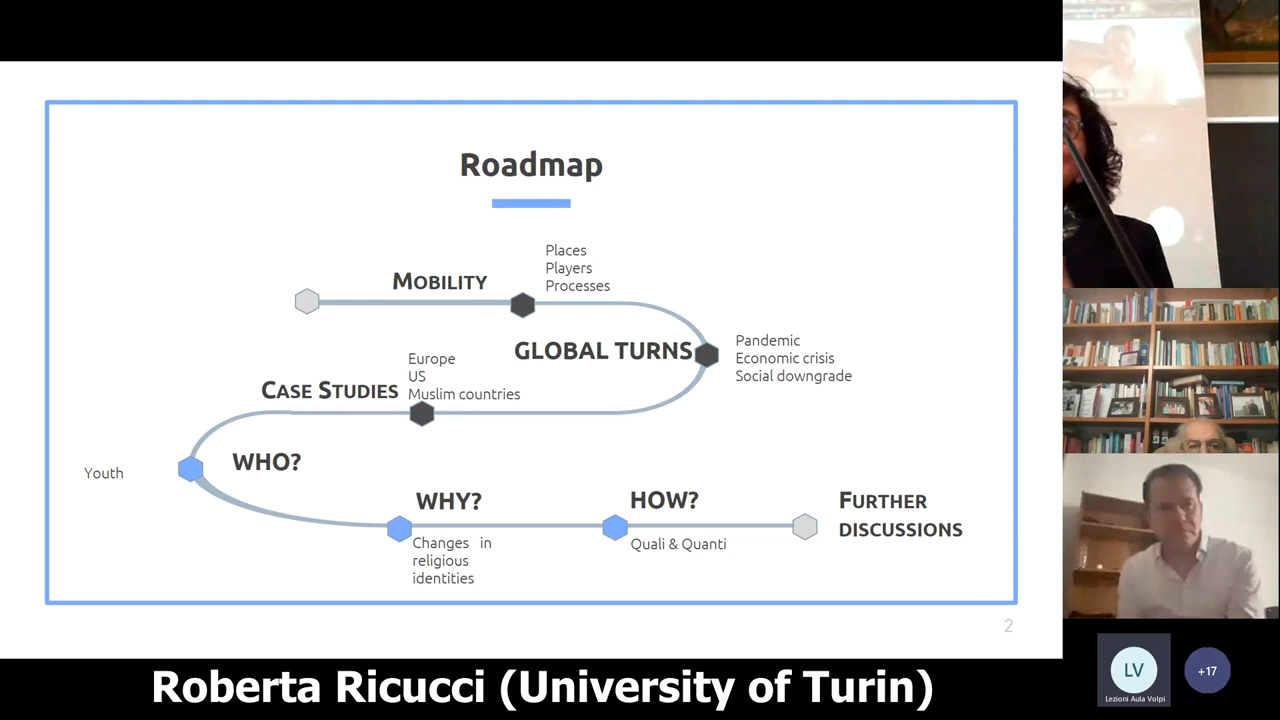 Roadmap
MOBILITY
Places
Players
Processes
GLOBAL TURNS
Pandemic
Economic crisis
Social downgrade
CASE STUDIES
Europe
US
Muslim countries
WHO?
Youth
WHY?
Changes in
religious
identities
HOW?
Quali & Quanti
FURTHER
DISCUSSIONS
2
LV
Lezioni Aula Volpi
+17
Roberta Ricucci (University of Turin)